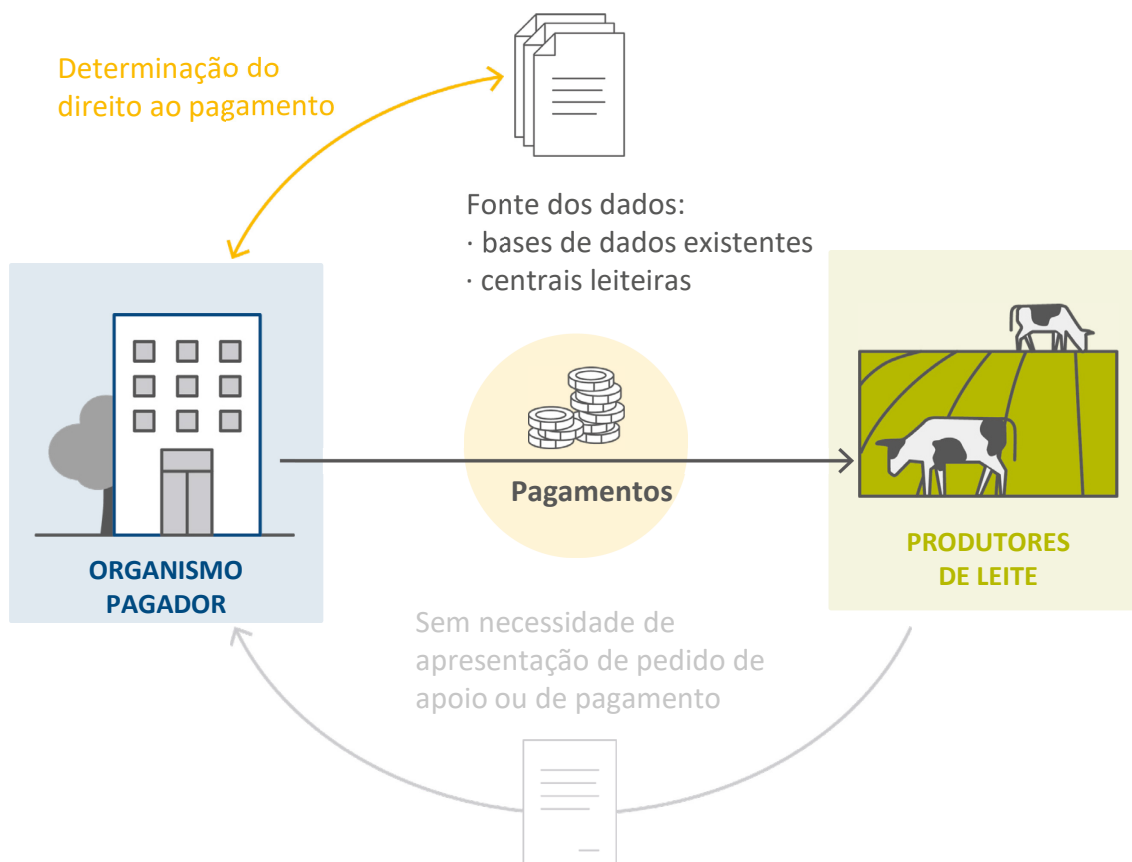 Determinação do
direito ao pagamento
Fonte dos dados:
· bases de dados existentes
· centrais leiteiras
Pagamentos
ORGANISMO
PAGADOR
PRODUTORES
DE LEITE
Sem necessidade de
apresentação de pedido de
apoio ou de pagamento